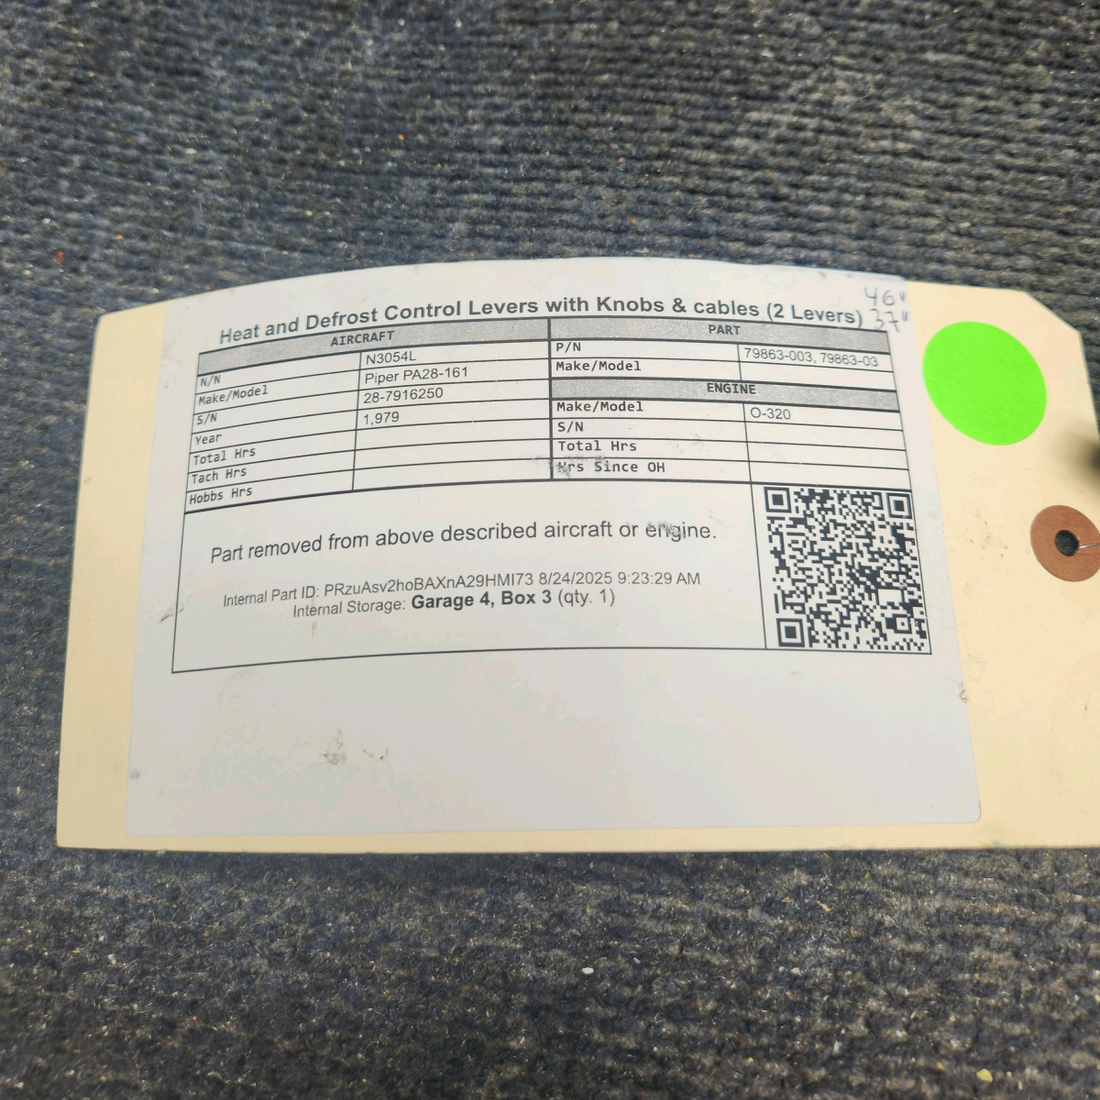 Heat and Defrost Control Levers with Knobs & cables (2 Levers)
46"
37"
AIRCRAFT
N/N N3054L
Make/Model Piper PA28-161
S/N 28-7916250
Year 1,979
Total Hrs
Tach Hrs
Hobbs Hrs
PART
P/N 79863-003, 79863-03
Make/Model
ENGINE
Make/Model O-320
S/N
Total Hrs
Hrs Since OH
Part removed from above described aircraft or engine.
Internal Part ID: PRzuAsv2hoBAXnA29HMI73 8/24/2025 9:23:29 AM
Internal Storage: Garage 4, Box 3 (qty. 1)